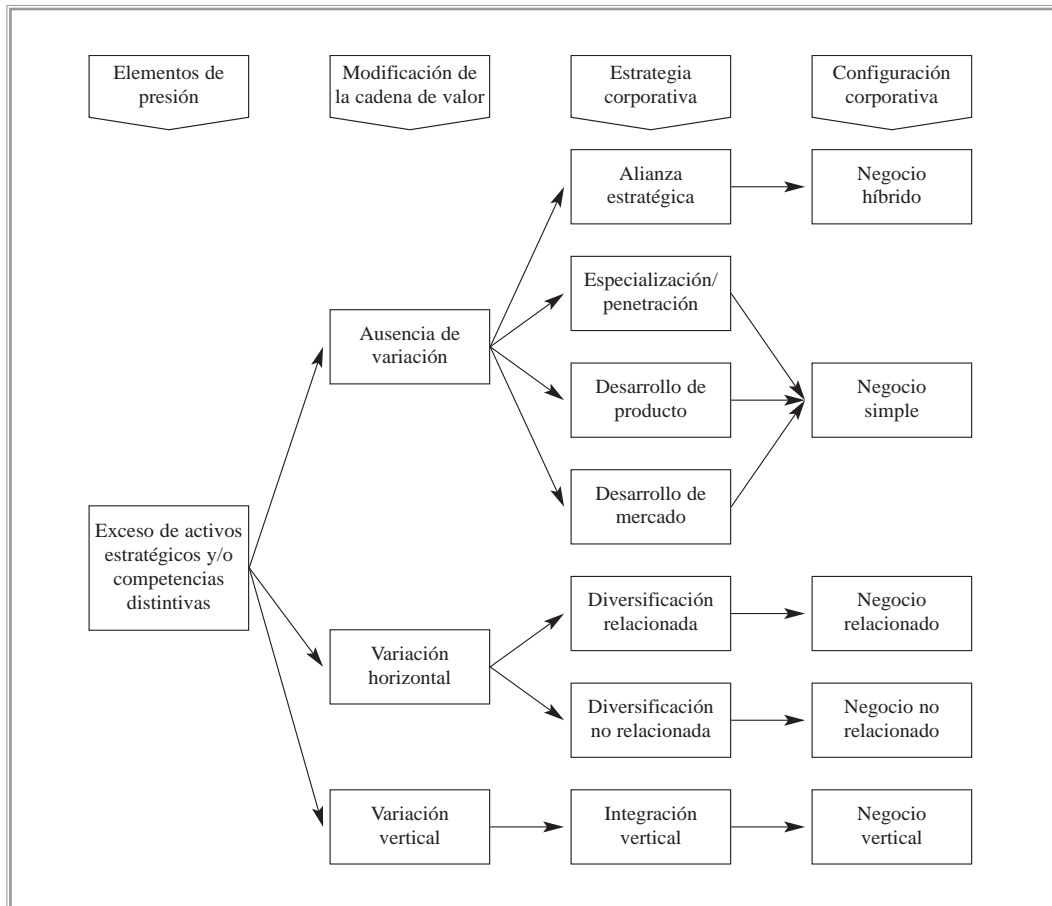 Elementos de
presión
Modificación de
la cadena de valor
Estrategia
corporativa
Configuración
corporativa
Alianza
estratégica
Negocio
híbrido
Especialización/
penetración
Ausencia de
variación
Desarrollo de
producto
Negocio
simple
Desarrollo de
mercado
Exceso de activos
estratégicos y/o
competencias
distintivas
Diversificación
relacionada
Negocio
relacionado
Variación
horizontal
Diversificación
no relacionada
Negocio no
relacionado
Variación
vertical
Integración
vertical
Negocio
vertical